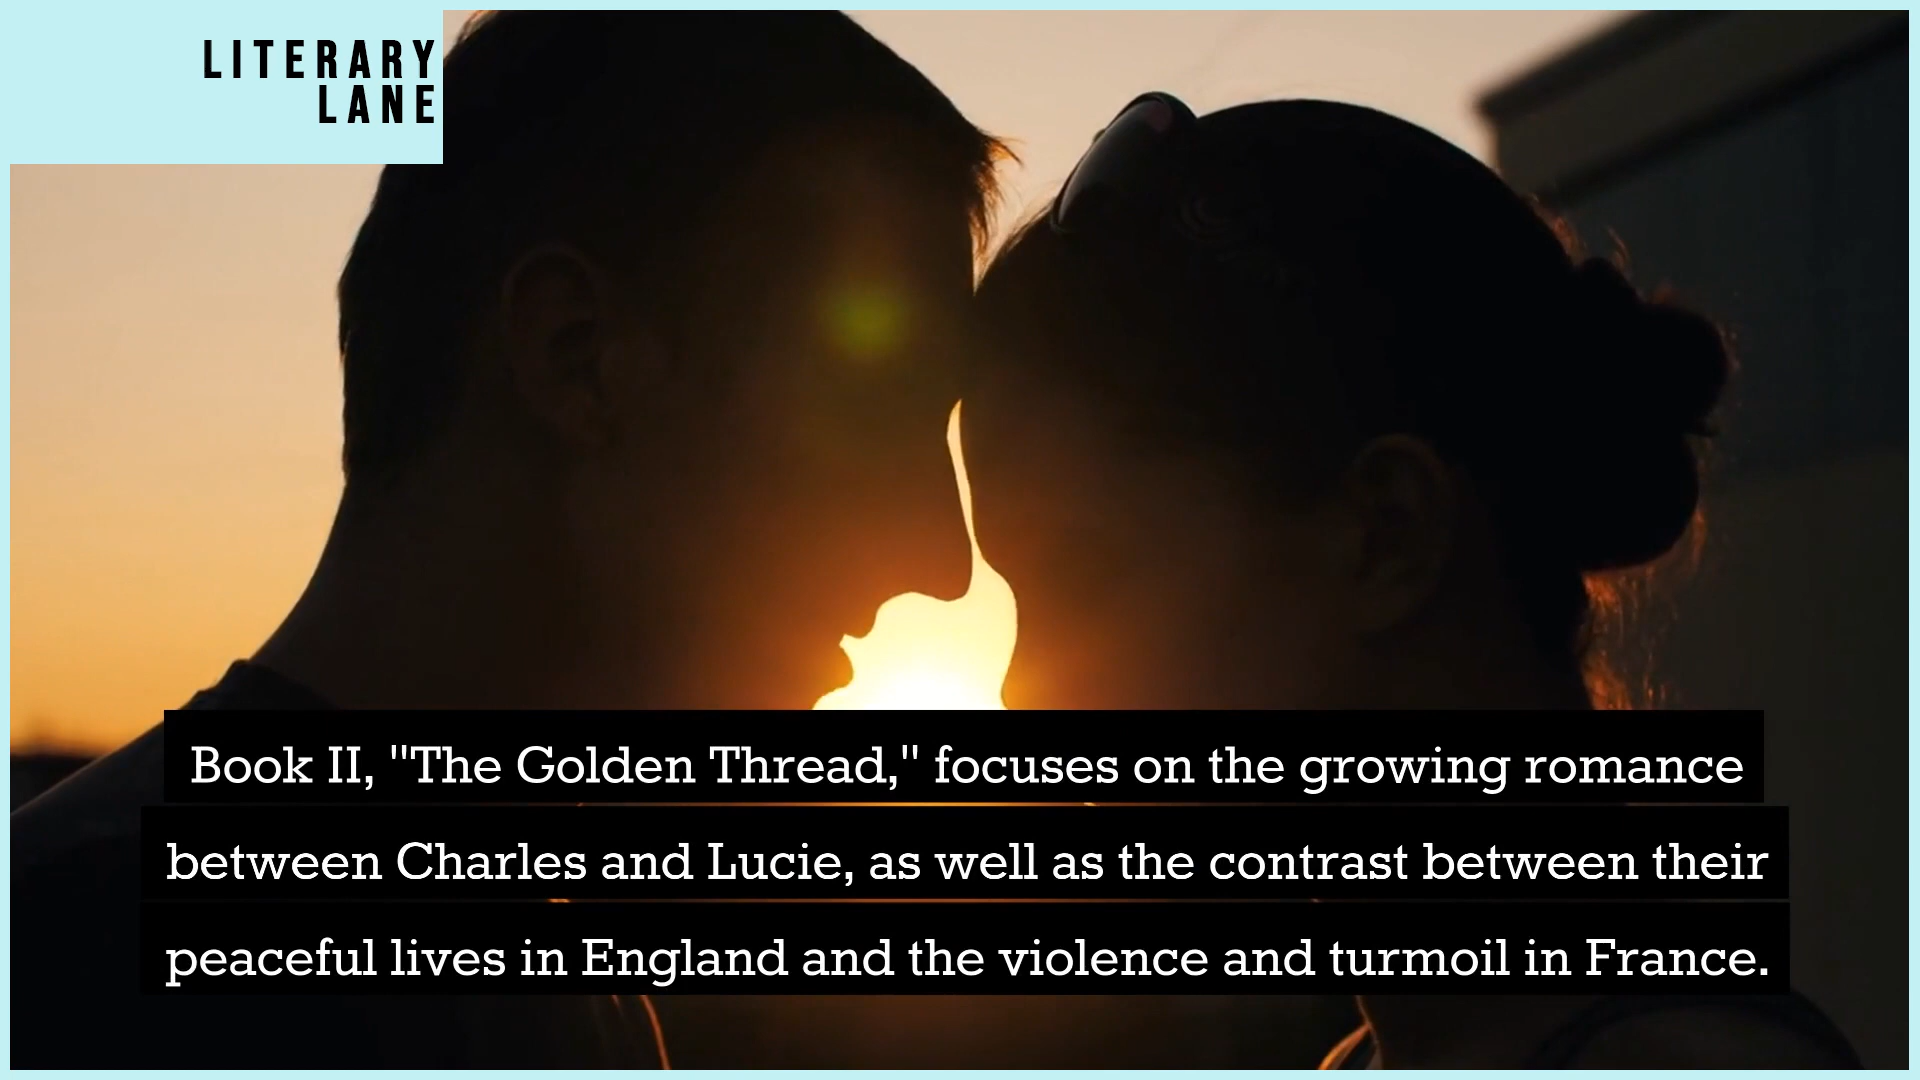 LITERARY
LANE
Book II, "The Golden Thread," focuses on the growing romance
between Charles and Lucie, as well as the contrast between their
peaceful lives in England and the violence and turmoil in France.